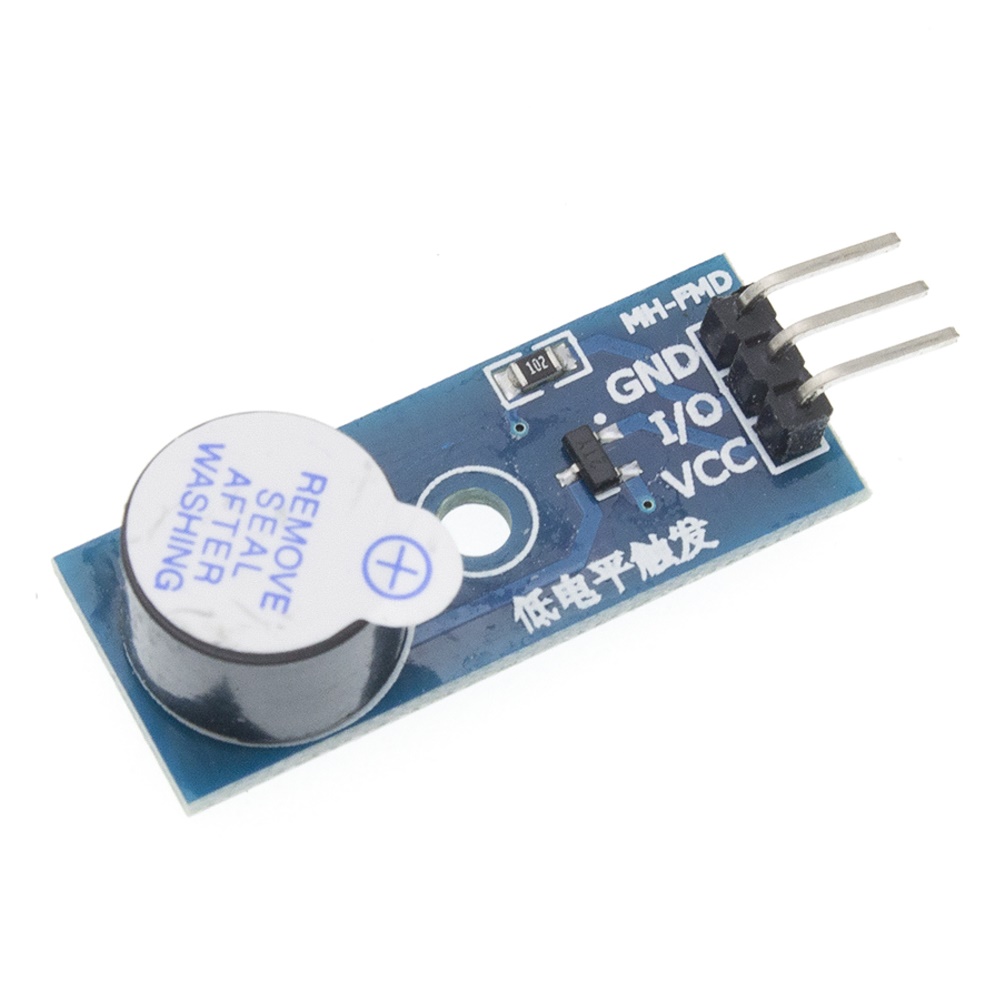 MH-FMD
GND
I/O
VCC
102
低电平触发
REMOVE
SEAL
AFTER
WASHING
+